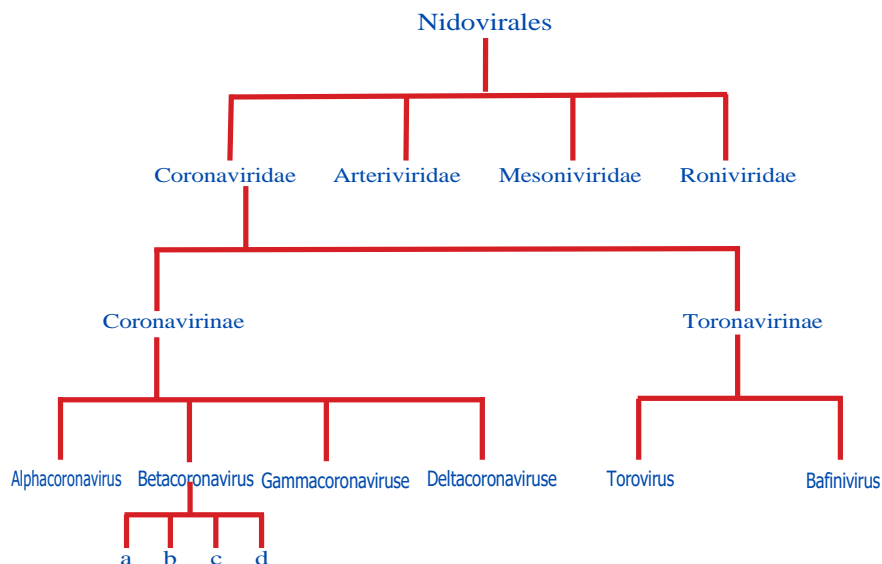 Nidovirales
Coronaviridae Arteriviridae Mesoniviridae Roniviridae
Coronavirinae Toronavirinae
Alphacoronavirus Betacoronavirus Gammacoronaviruse Deltacoronaviruse Torovirus Bafinivirus
a b c d